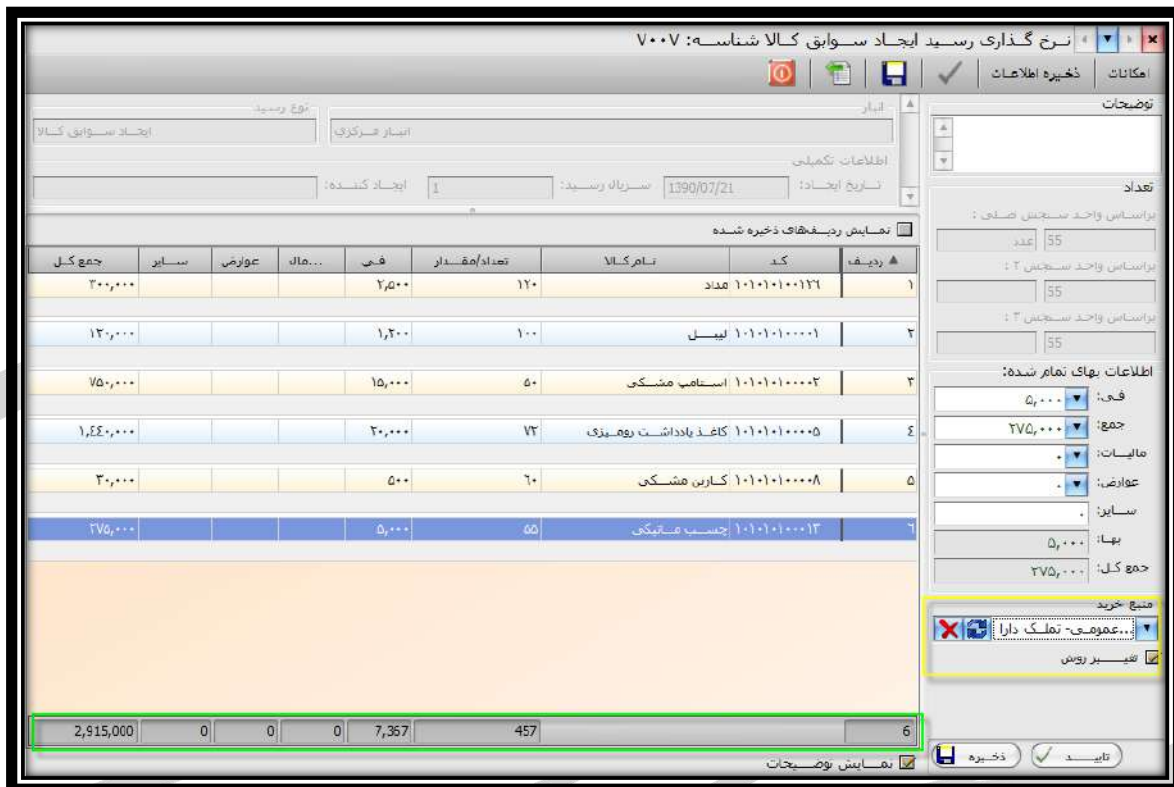 نرخ گذاری رسید ایجاد سوابق کالا شناسه: ۷۰۰۷
امکانات ذخیره اطلاعات
توضیحات
تعداد
براساس واحد سنجش اصلی :
55 عدد
براساس واحد سنجش ۲ :
55
براساس واحد سنجش ۳ :
55
اطلاعات بهای تمام شده:
فی: ۵,۰۰۰
جمع: ۲۷۵,۰۰۰
مالیات: ۰
عوارض: ۰
سایر: ۰
بها: ۵,۰۰۰
جمع کل: ۲۷۵,۰۰۰
منبع خرید
...عمومی- تملک دارا
تغییر روش
تایید ذخیره
انبار نوع رسید
انبار مرکزی ایجاد سوابق کالا
اطلاعات تکمیلی
تاریخ ایجاد: 1390/07/21 سریال رسید: 1 ایجاد کننده:
نمایش ردیف‌های ذخیره شده
ردیف کد نام کالا تعداد/مقدار فی ...مال عوارض سایر جمع کل
۱ ۱۰۱۰۱۰۱۰۰۱۲۶ مداد ۱۲۰ ۲,۵۰۰ ۳۰۰,۰۰۰
۲ ۱۰۱۰۱۰۱۰۰۰۰۱ لیبل ۱۰۰ ۱,۲۰۰ ۱۲۰,۰۰۰
۳ ۱۰۱۰۱۰۱۰۰۰۰۲ استامپ مشکی ۵۰ ۱۵,۰۰۰ ۷۵۰,۰۰۰
٤ ۱۰۱۰۱۰۱۰۰۰۰۵ کاغذ یادداشت رومیزی ۷۲ ۲۰,۰۰۰ ۱,٤٤۰,۰۰۰
۵ ۱۰۱۰۱۰۱۰۰۰۰۸ کاربن مشکی ۶۰ ۵۰۰ ۳۰,۰۰۰
۶ ۱۰۱۰۱۰۱۰۰۰۱۳ چسب ماتیکی ۵۵ ۵,۰۰۰ ۲۷۵,۰۰۰
6 457 7,367 0 0 0 2,915,000
نمایش توضیحات